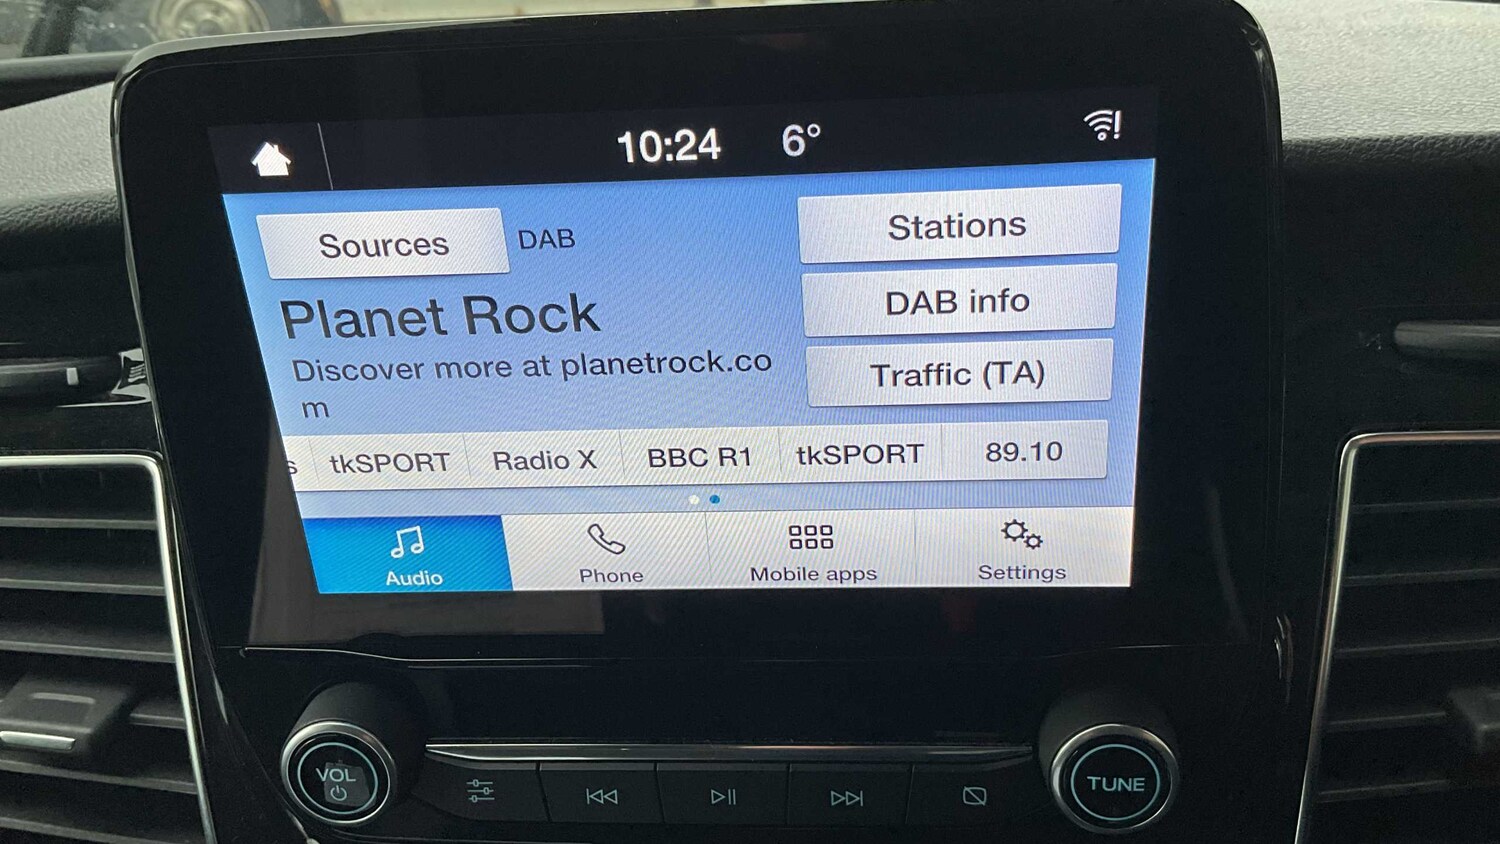 10:24 6°
Sources DAB
Planet Rock
Discover more at planetrock.co
m
Stations
DAB info
Traffic (TA)
s tkSPORT Radio X BBC R1 tkSPORT 89.10
Audio Phone Mobile apps Settings
VOL
TUNE